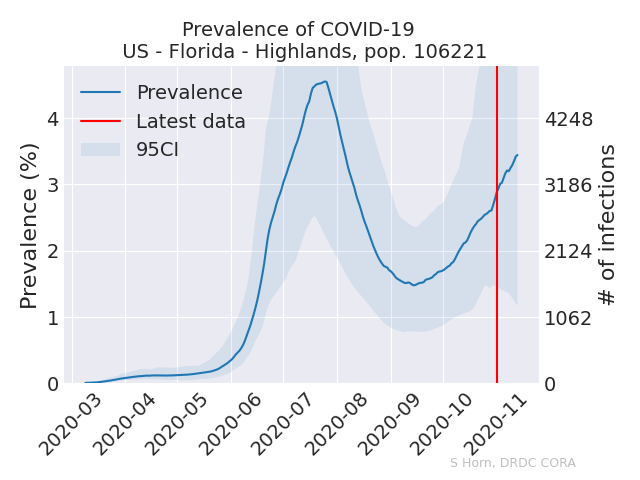 Prevalence of COVID-19
US - Florida - Highlands, pop. 106221
Prevalence
Latest data
95CI
Prevalence (%)
4
3
2
1
0
4248
3186
2124
1062
0
# of infections
2020-03
2020-04
2020-05
2020-06
2020-07
2020-08
2020-09
2020-10
2020-11
S Horn, DRDC CORA